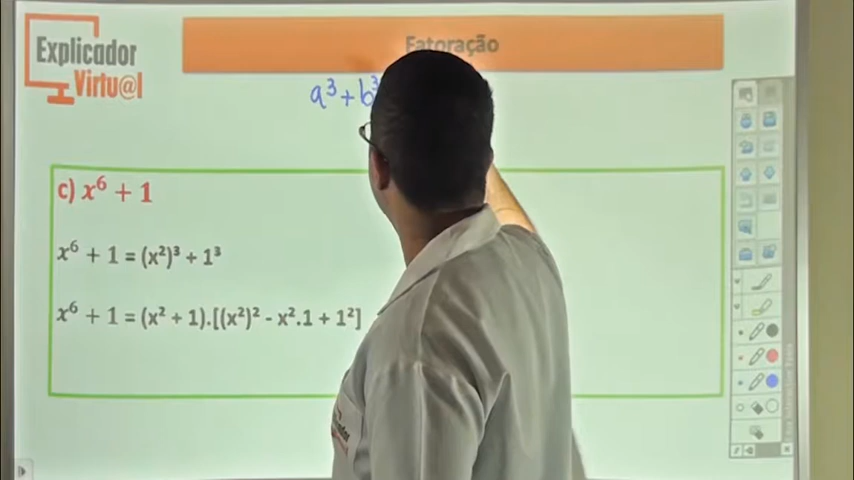 Explicador
Virtu@l
Fatoração
a³ + b³
c) x⁶ + 1
x⁶ + 1 = (x²)³ + 1³
x⁶ + 1 = (x² + 1).[(x²)² - x².1 + 1²]